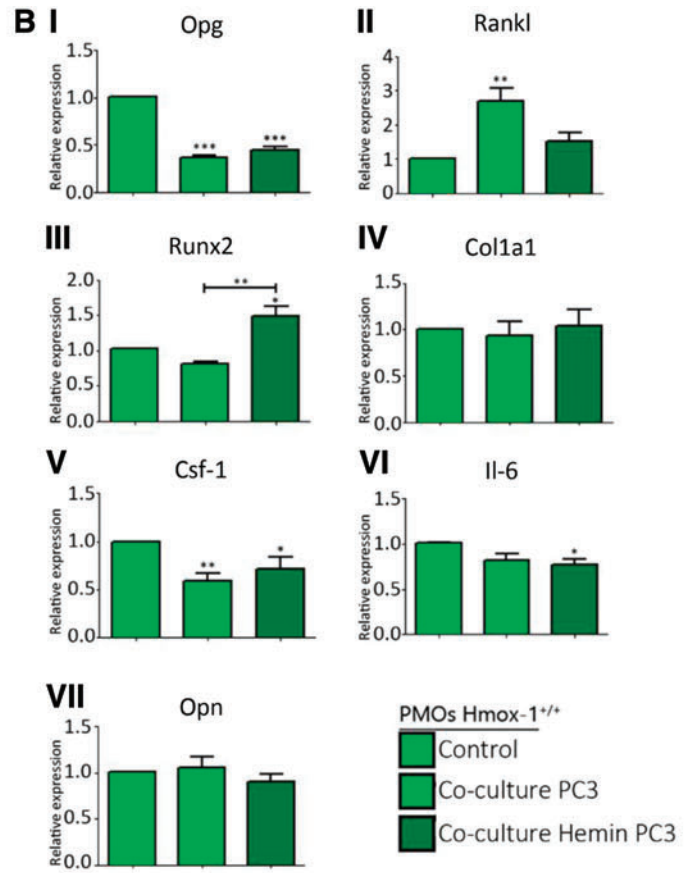 B I
Opg
Relative expression
1.5
1.0
0.5
0.0
***
***
II
Rankl
Relative expression
4
3
2
1
0
**
III
Runx2
Relative expression
2.0
1.5
1.0
0.5
0.0
**
*
IV
Col1a1
Relative expression
1.5
1.0
0.5
0.0
V
Csf-1
Relative expression
1.5
1.0
0.5
0.0
**
*
VI
Il-6
Relative expression
1.5
1.0
0.5
0.0
*
VII
Opn
Relative expression
1.5
1.0
0.5
0.0
PMOs Hmox-1+/+
Control
Co-culture PC3
Co-culture Hemin PC3